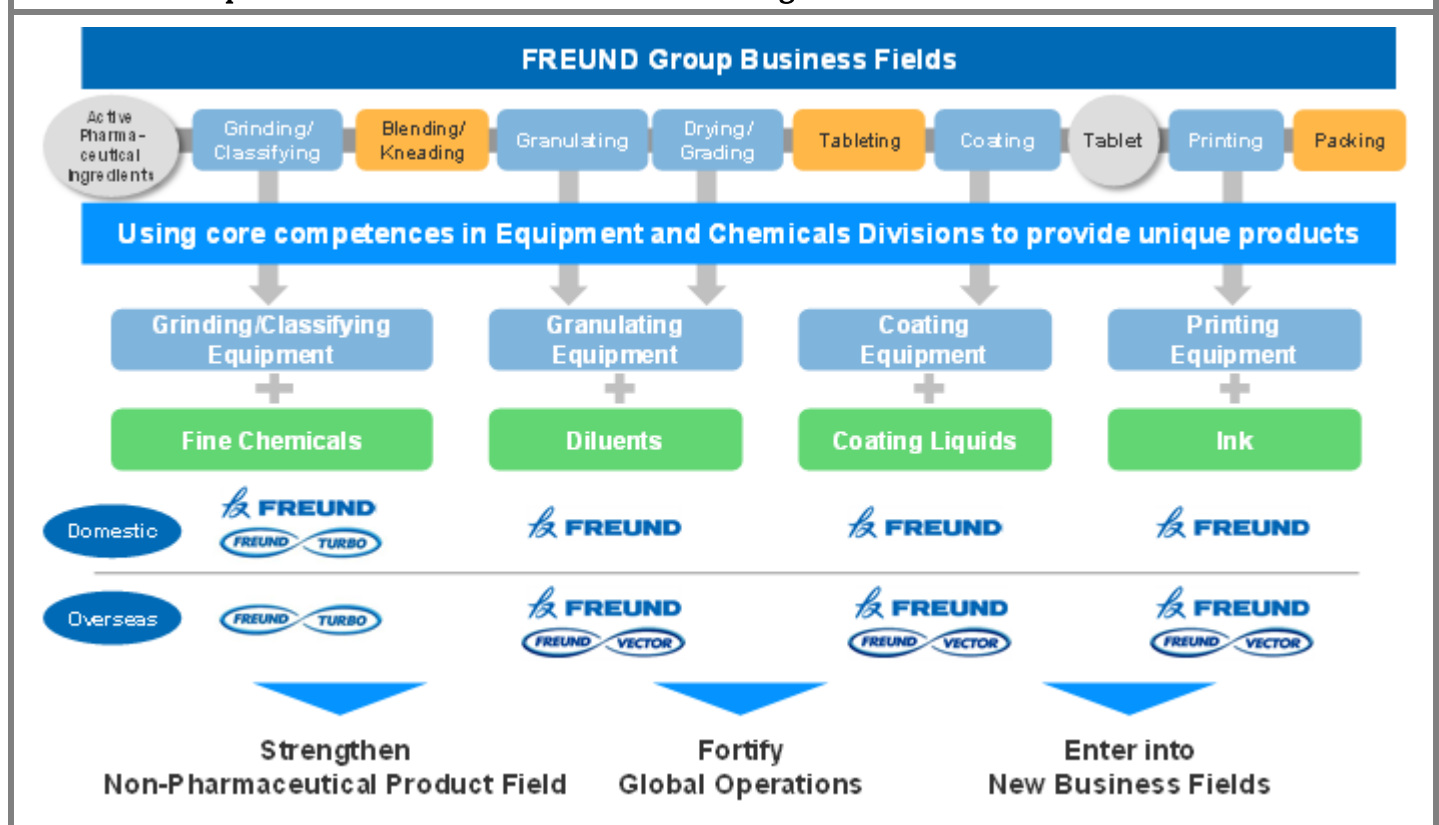 FREUND Group Business Fields
Active
Pharma-
ceutical
Ingredients
Grinding/
Classifying
Blending/
Kneading
Granulating
Drying/
Grading
Tableting
Coating
Tablet
Printing
Packing
Using core competences in Equipment and Chemicals Divisions to provide unique products
Grinding/Classifying
Equipment
Granulating
Equipment
Coating
Equipment
Printing
Equipment
Fine Chemicals
Diluents
Coating Liquids
Ink
Domestic
FREUND
FREUND TURBO
FREUND
FREUND
FREUND
Overseas
FREUND TURBO
FREUND
FREUND VECTOR
FREUND
FREUND VECTOR
FREUND
FREUND VECTOR
Strengthen
Non-Pharmaceutical Product Field
Fortify
Global Operations
Enter into
New Business Fields